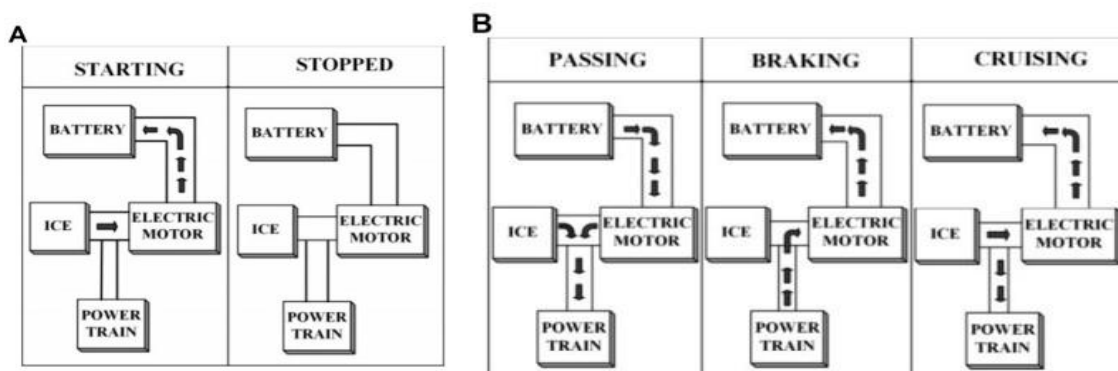 A
STARTING
BATTERY
ICE
ELECTRIC
MOTOR
POWER
TRAIN
STOPPED
BATTERY
ICE
ELECTRIC
MOTOR
POWER
TRAIN
B
PASSING
BATTERY
ICE
ELECTRIC
MOTOR
POWER
TRAIN
BRAKING
BATTERY
ICE
ELECTRIC
MOTOR
POWER
TRAIN
CRUISING
BATTERY
ICE
ELECTRIC
MOTOR
POWER
TRAIN